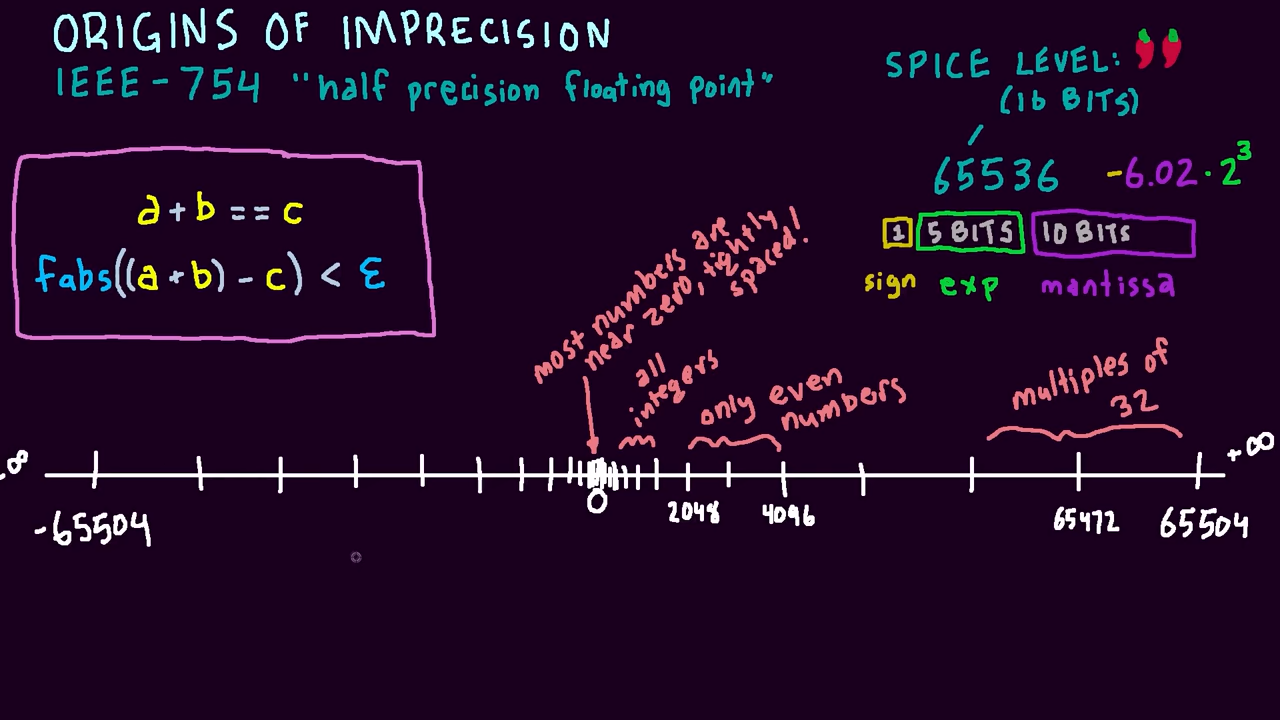 ORIGINS OF IMPRECISION
IEEE-754 "half precision floating point"
SPICE LEVEL:
(16 BITS)
65536 -6.02 · 2³
1 5 BITS 10 BITS
sign exp mantissa
a + b == c
fabs((a + b) - c) < ε
most numbers are
near zero, tightly
spaced!
all
integers
only even
numbers
multiples of
32
-∞ +∞
-65504 0 2048 4096 65472 65504